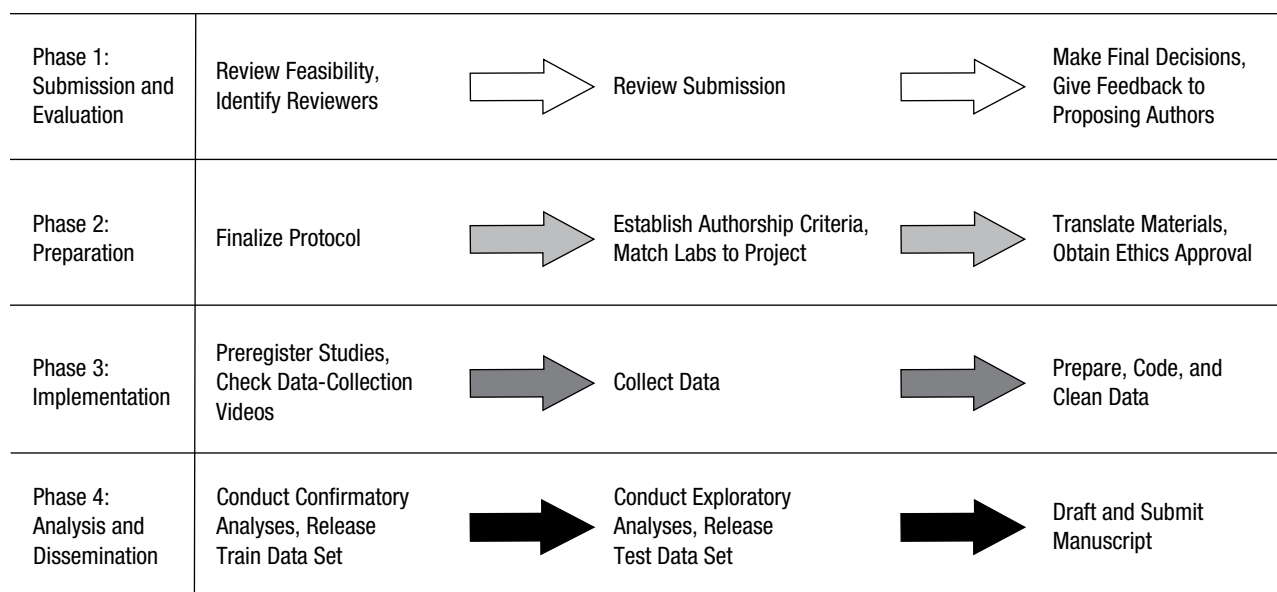 Phase 1:
Submission and
Evaluation
Review Feasibility,
Identify Reviewers
Review Submission
Make Final Decisions,
Give Feedback to
Proposing Authors
Phase 2:
Preparation
Finalize Protocol
Establish Authorship Criteria,
Match Labs to Project
Translate Materials,
Obtain Ethics Approval
Phase 3:
Implementation
Preregister Studies,
Check Data-Collection
Videos
Collect Data
Prepare, Code, and
Clean Data
Phase 4:
Analysis and
Dissemination
Conduct Confirmatory
Analyses, Release
Train Data Set
Conduct Exploratory
Analyses, Release
Test Data Set
Draft and Submit
Manuscript